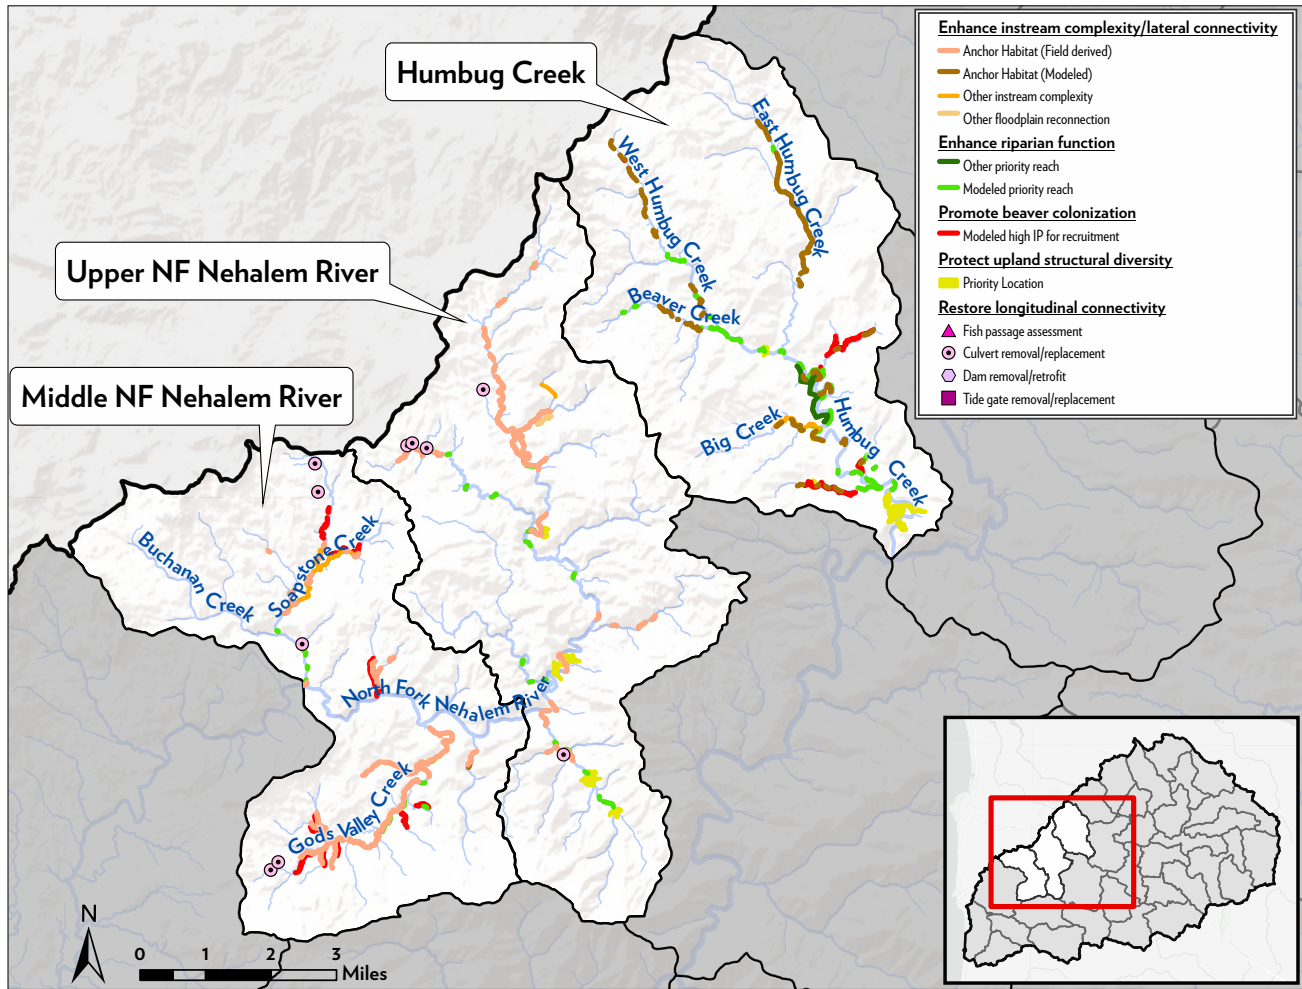 Humbug Creek
Upper NF Nehalem River
Middle NF Nehalem River
East Humbug Creek
West Humbug Creek
Beaver Creek
Big Creek
Humbug Creek
Buchanan Creek
Soapstone Creek
North Fork Nehalem River
Gods Valley Creek
Enhance instream complexity/lateral connectivity
Anchor Habitat (Field derived)
Anchor Habitat (Modeled)
Other instream complexity
Other floodplain reconnection
Enhance riparian function
Other priority reach
Modeled priority reach
Promote beaver colonization
Modeled high IP for recruitment
Protect upland structural diversity
Priority Location
Restore longitudinal connectivity
Fish passage assessment
Culvert removal/replacement
Dam removal/retrofit
Tide gate removal/replacement
N
0 1 2 3
Miles